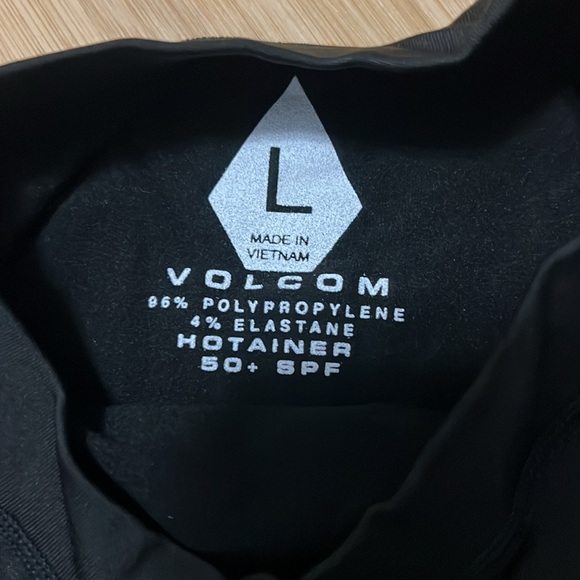 L
MADE IN
VIETNAM
VOLCOM
96% POLYPROPYLENE
4% ELASTANE
HOTAINER
50+ SPF